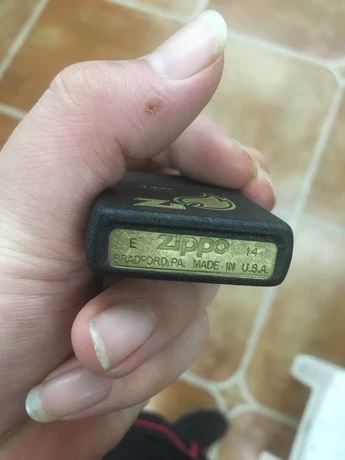 E Zippo 14
BRADFORD, PA. MADE IN U.S.A.